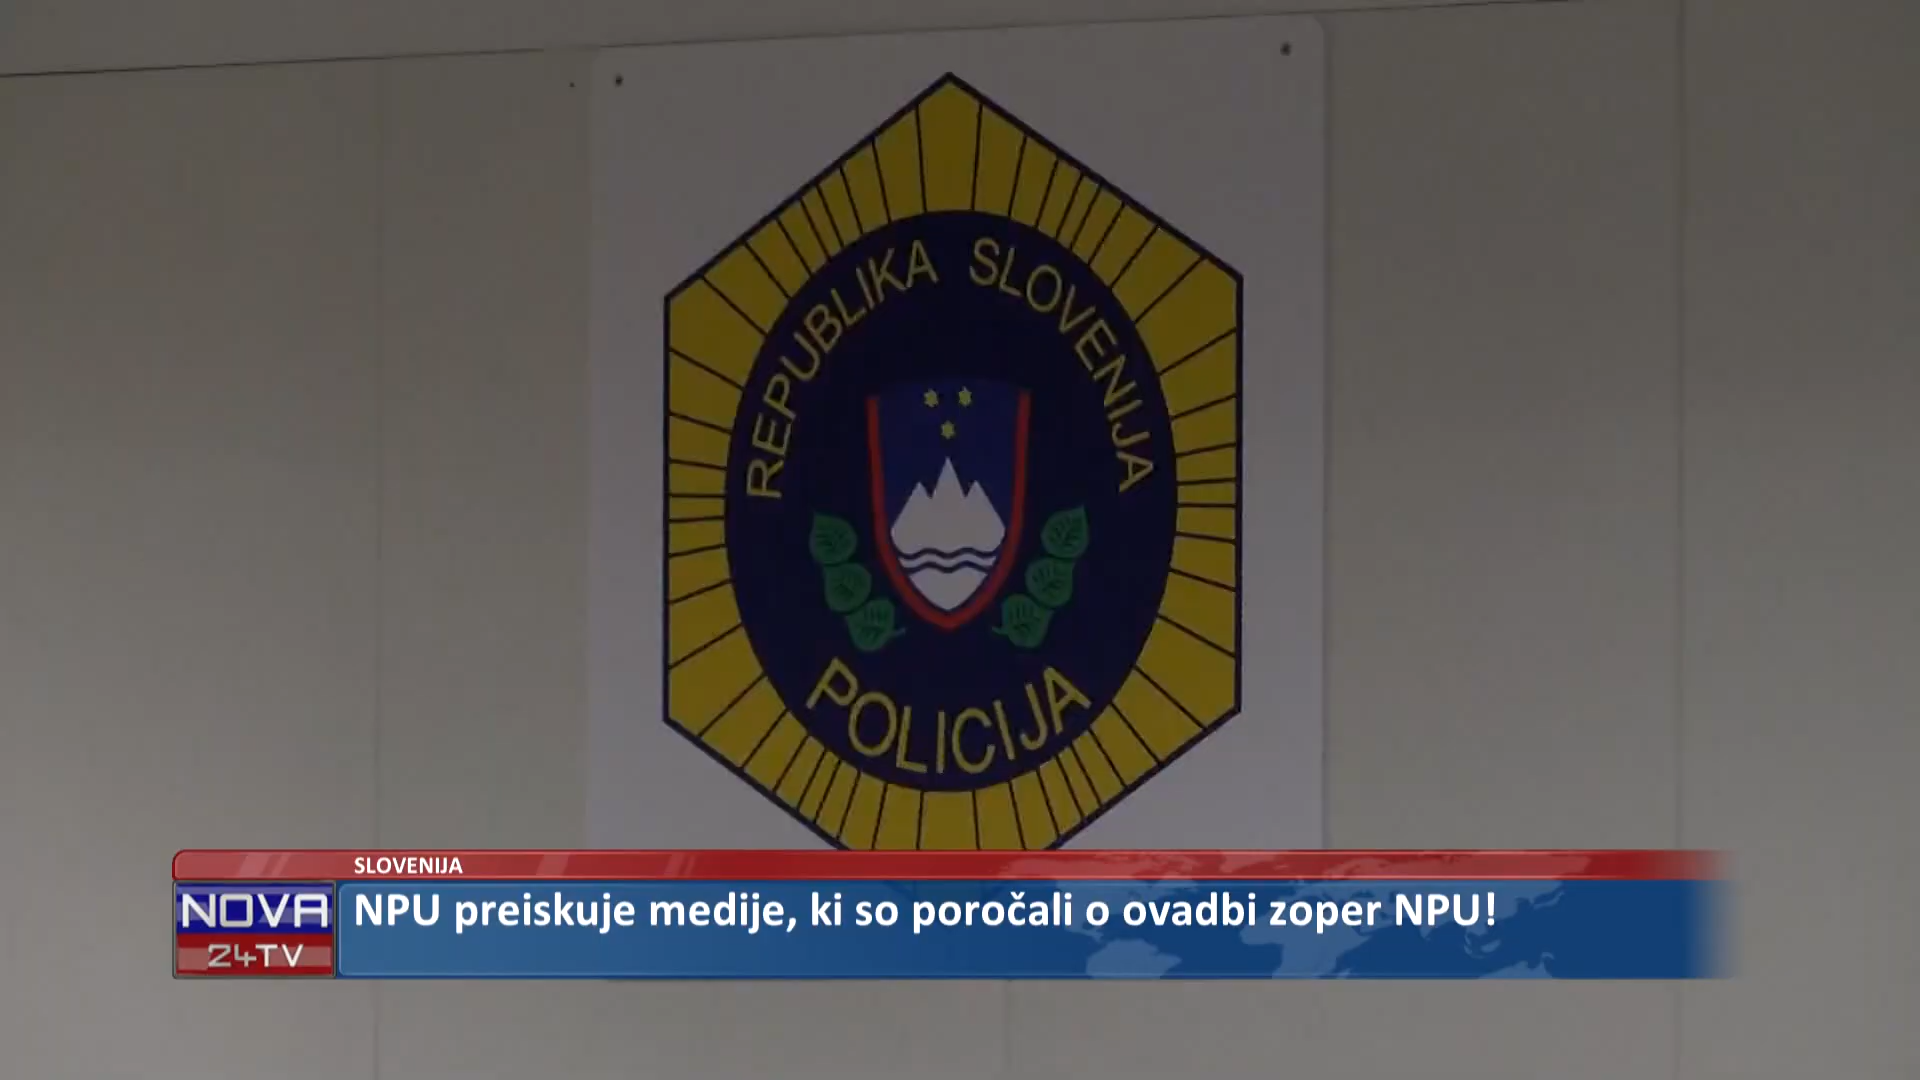 REPUBLIKA SLOVENIJA
POLICIJA
SLOVENIJA
NOVA
24TV
NPU preiskuje medije, ki so poročali o ovadbi zoper NPU!